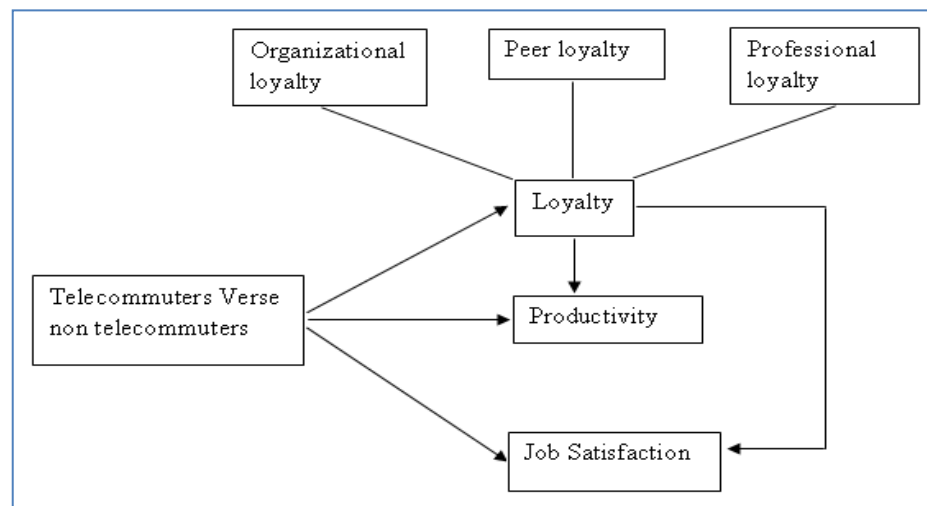 Organizational
loyalty
Peer loyalty
Professional
loyalty
Loyalty
Telecommuters Verse
non telecommuters
Productivity
Job Satisfaction